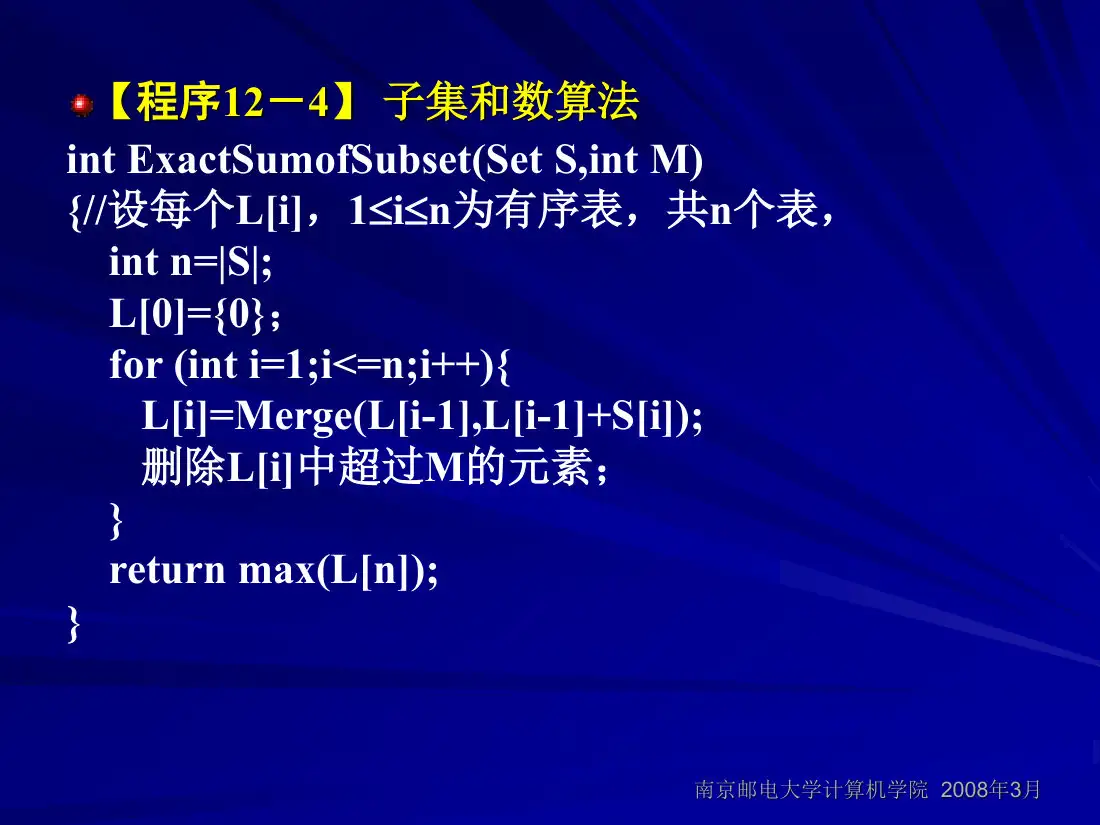 【程序12－4】 子集和数算法
int ExactSumofSubset(Set S,int M)
{//设每个L[i]，1≤i≤n为有序表，共n个表，
int n=|S|;
L[0]={0}；
for (int i=1;i<=n;i++){
L[i]=Merge(L[i-1],L[i-1]+S[i]);
删除L[i]中超过M的元素；
}
return max(L[n]);
}
南京邮电大学计算机学院 2008年3月